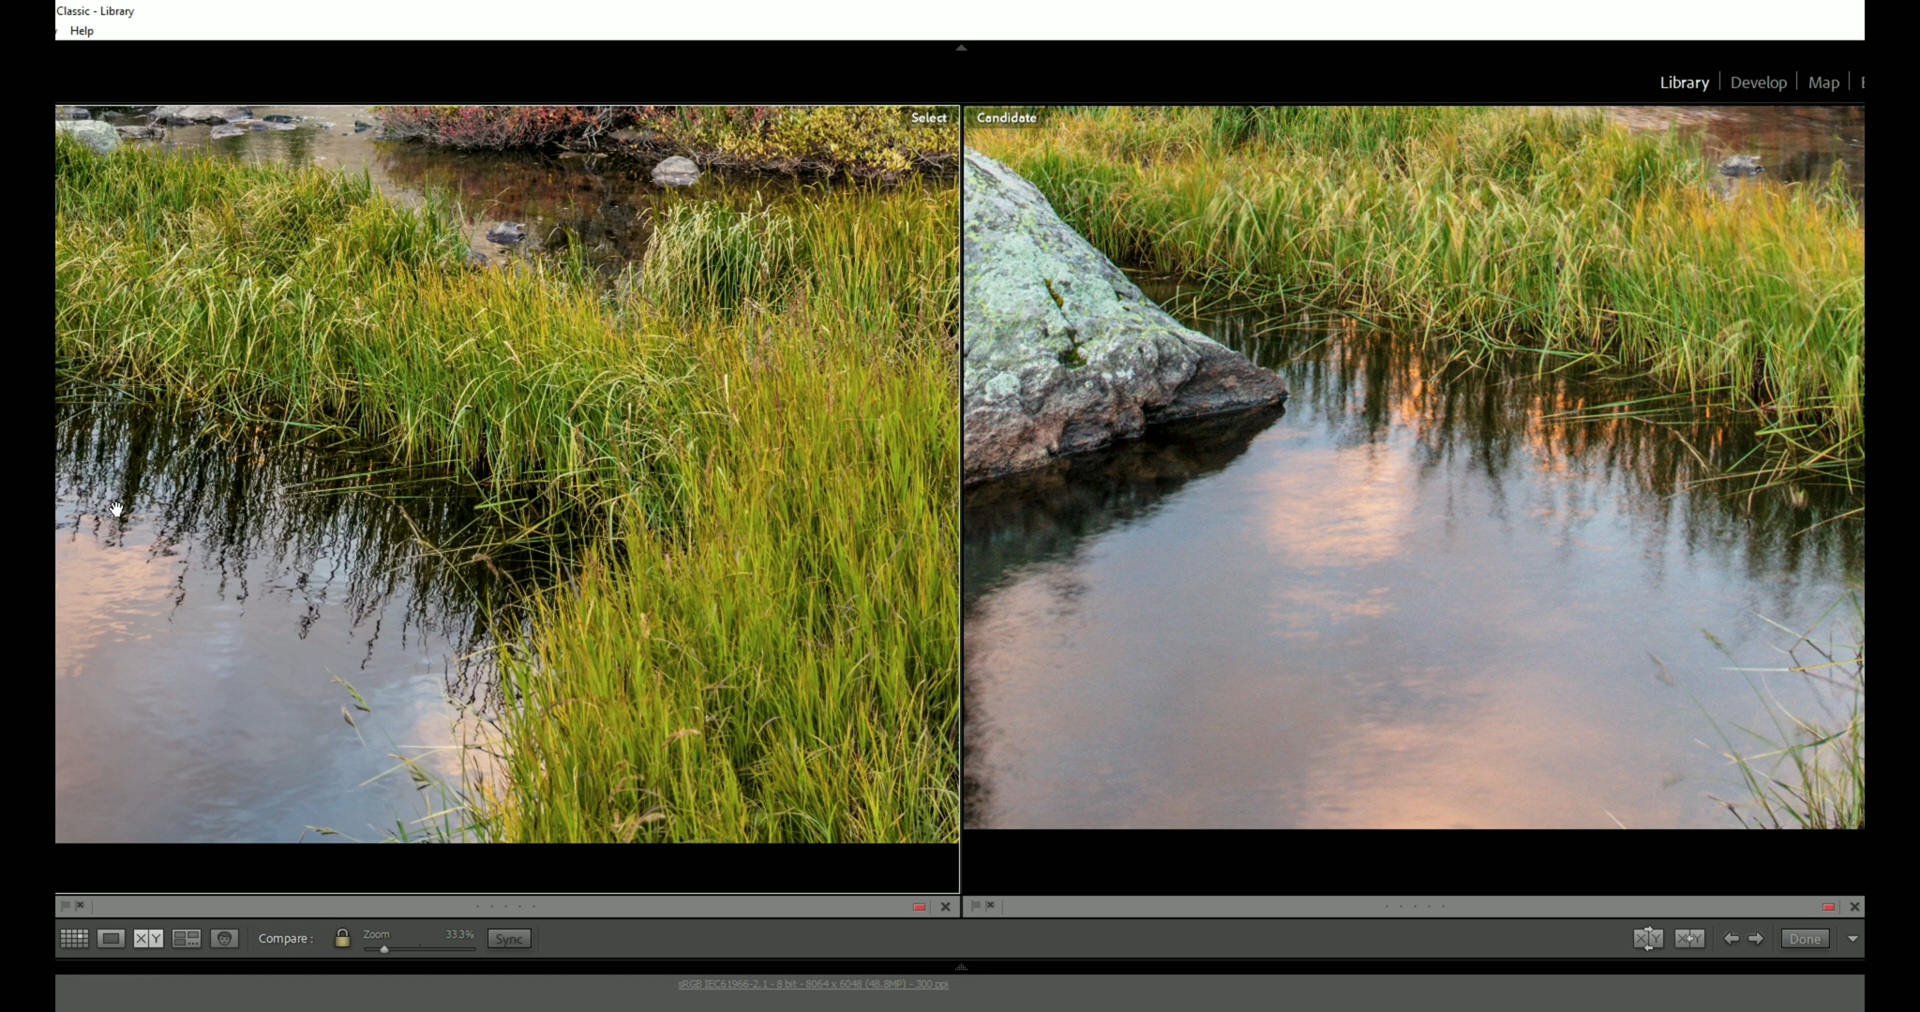 Classic - Library
Help
Library | Develop | Map |
Select
Candidate
Compare : Zoom 33.3% Sync
Done
sRGB IEC61966-2.1 - 8 bit - 8064 x 6048 (48.8MP) - 300 ppi